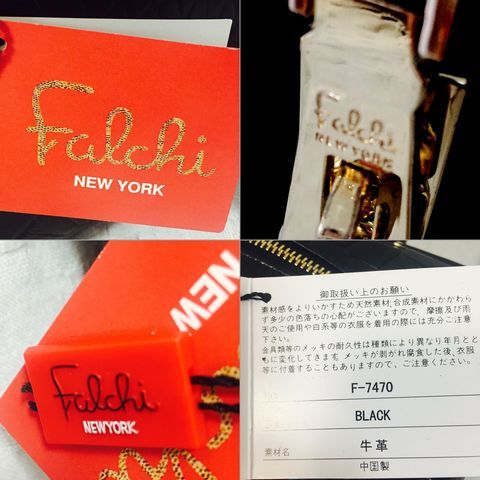 Falchi
NEW YORK
Falchi
NEW YORK
NEW
Falchi
NEWYORK
御取扱い上のお願い
素材感をよりいかすため天然素材,合成素材にかかわら
ず多少の色落ちの心配がございますので、摩擦及び雨
天のご使用や白系等の衣服を着用の際には充分ご注意
下さい。
金具類等のメッキの耐久性は種類により異なり年月とと
もに変化してきます。メッキが剥がれ腐食した後、衣服
等に付着することもありますので、ご注意ください。
F-7470
BLACK
素材名 牛革
中国製